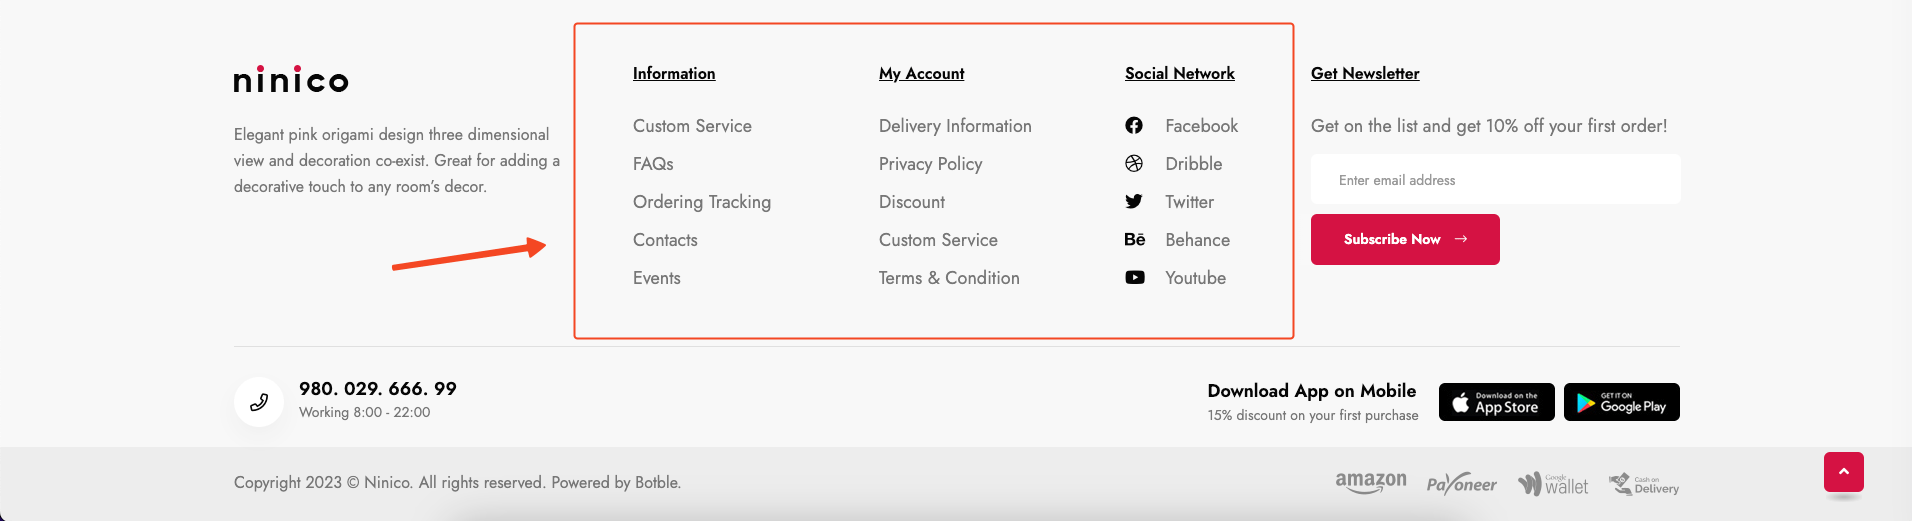 ninico
Elegant pink origami design three dimensional
view and decoration co-exist. Great for adding a
decorative touch to any room's decor.
Information
Custom Service
FAQs
Ordering Tracking
Contacts
Events
My Account
Delivery Information
Privacy Policy
Discount
Custom Service
Terms & Condition
Social Network
Facebook
Dribble
Twitter
Bē Behance
Youtube
Get Newsletter
Get on the list and get 10% off your first order!
Enter email address
Subscribe Now →
980. 029. 666. 99
Working 8:00 - 22:00
Download App on Mobile
15% discount on your first purchase
Download on the
App Store
GET IT ON
Google Play
Copyright 2023 © Ninico. All rights reserved. Powered by Botble.
amazon
Payoneer
Google
wallet
Cash on
Delivery